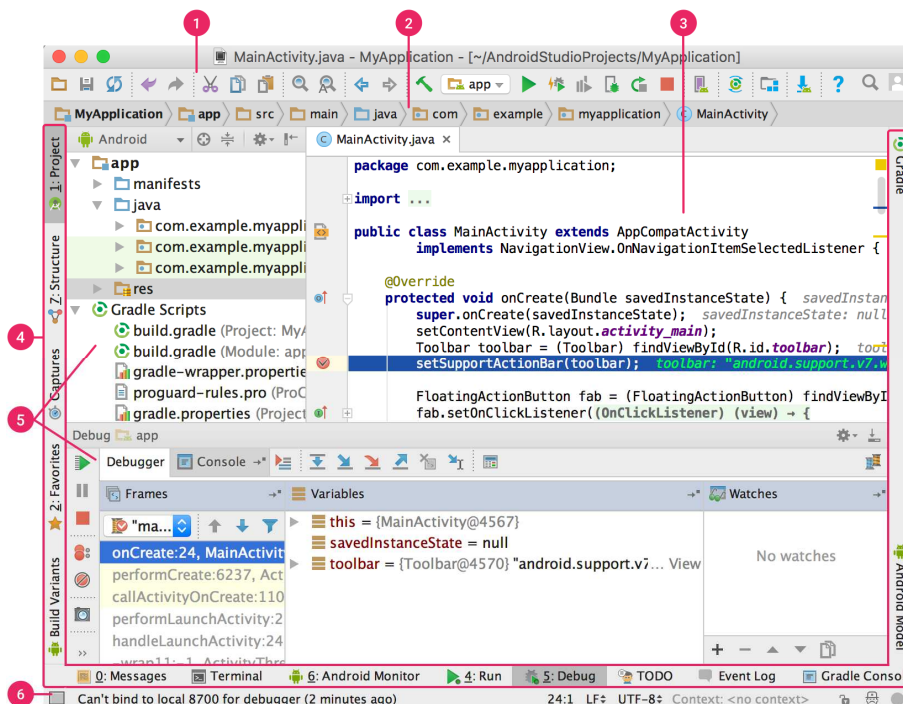 1
2
3
MainActivity.java - MyApplication - [~/AndroidStudioProjects/MyApplication]
app
?
MyApplication app src main java com example myapplication C MainActivity
1: Project
Android
C MainActivity.java ×
Gradle
app
manifests
java
com.example.myappli
com.example.myappli
com.example.myappli
res
Gradle Scripts
build.gradle (Project: MyA
build.gradle (Module: app
gradle-wrapper.propertie
proguard-rules.pro (ProC
gradle.properties (Project
package com.example.myapplication;
import ...
public class MainActivity extends AppCompatActivity
implements NavigationView.OnNavigationItemSelectedListener {
@Override
protected void onCreate(Bundle savedInstanceState) { savedInstan
super.onCreate(savedInstanceState); savedInstanceState: null
setContentView(R.layout.activity_main);
Toolbar toolbar = (Toolbar) findViewById(R.id.toolbar); tool
setSupportActionBar(toolbar); toolbar: "android.support.v7.w
FloatingActionButton fab = (FloatingActionButton) findViewByI
fab.setOnClickListener((OnClickListener) (view) → {
Z: Structure
4
Captures
5
2: Favorites
Build Variants
Debug app
Debugger Console
Frames
Variables
Watches
"ma...
onCreate:24, MainActivit
performCreate:6237, Act
callActivityOnCreate:110
performLaunchActivity:2
handleLaunchActivity:24
-wrap11:-1, ActivityThre
this = {MainActivity@4567}
savedInstanceState = null
toolbar = {Toolbar@4570} "android.support.v7... View
No watches
Android Model
0: Messages Terminal 6: Android Monitor 4: Run 5: Debug TODO Event Log Gradle Conso
6
Can't bind to local 8700 for debugger (2 minutes ago)
24:1 LF UTF-8 Context: <no context>